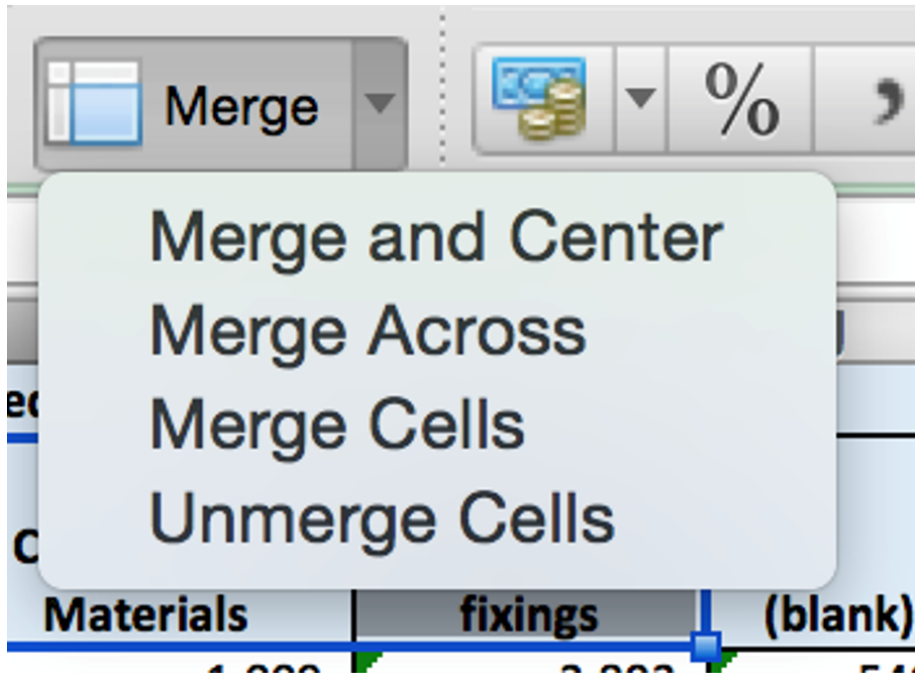 Merge % ,
Merge and Center
Merge Across
Merge Cells
Unmerge Cells
Materials fixings (blank)